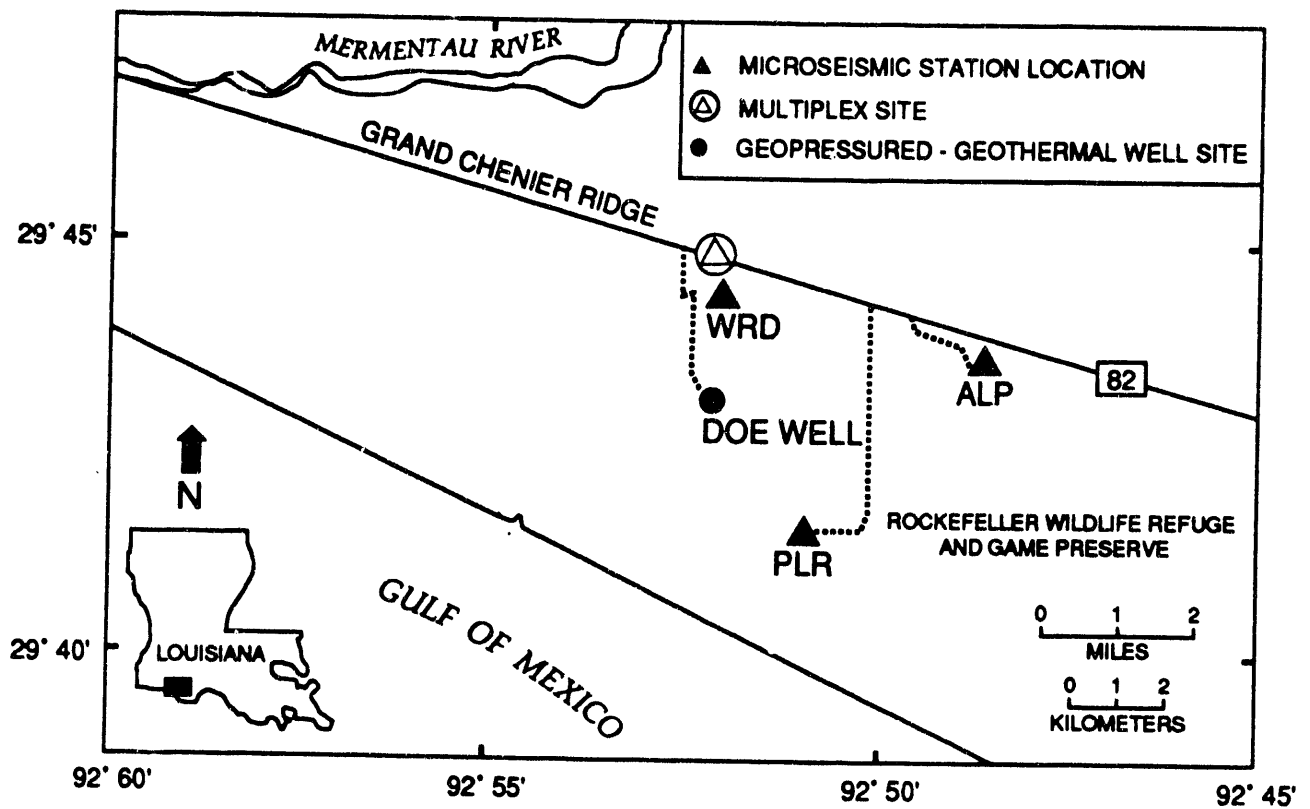 MERMENTAU RIVER
▲ MICROSEISMIC STATION LOCATION
MULTIPLEX SITE
● GEOPRESSURED - GEOTHERMAL WELL SITE
GRAND CHENIER RIDGE
29° 45'
WRD
ALP
82
DOE WELL
N
PLR
ROCKEFELLER WILDLIFE REFUGE
AND GAME PRESERVE
GULF OF MEXICO
0 1 2
MILES
29° 40'
LOUISIANA
0 1 2
KILOMETERS
92° 60'
92° 55'
92° 50'
92° 45'